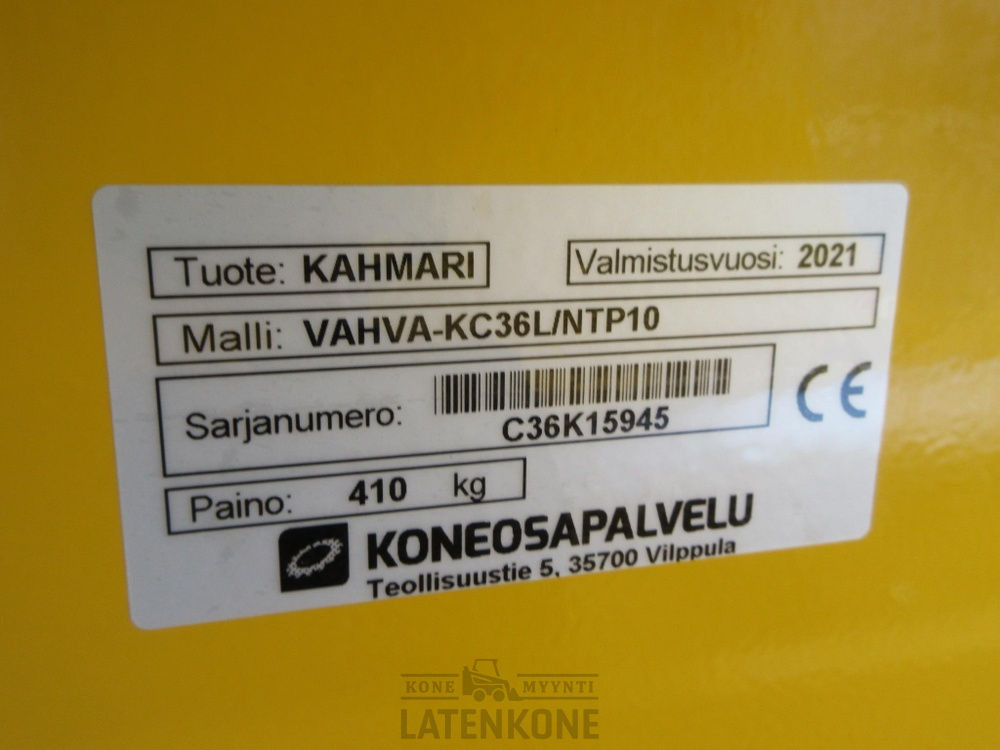 Tuote: KAHMARI Valmistusvuosi: 2021
Malli: VAHVA-KC36L/NTP10
Sarjanumero: C36K15945
Paino: 410 kg
KONEOSAPALVELU
Teollisuustie 5, 35700 Vilppula
CE
KONE MYYNTI
LATENKONE